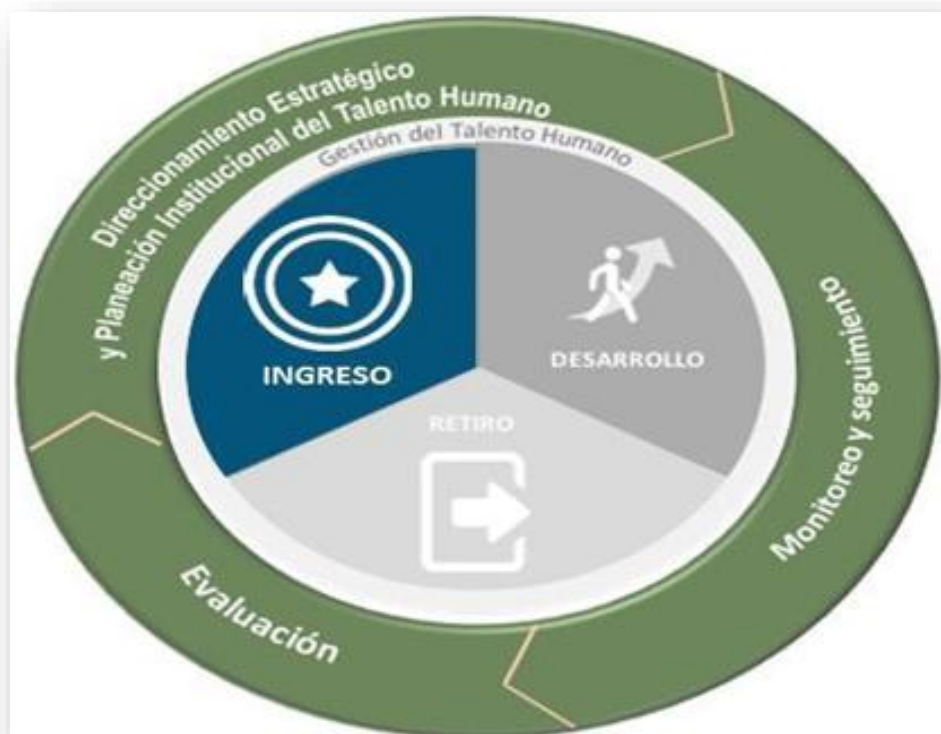 Direccionamiento Estratégico
y Planeación Institucional del Talento Humano
Gestión del Talento Humano
INGRESO
DESARROLLO
RETIRO
Monitoreo y seguimiento
Evaluación